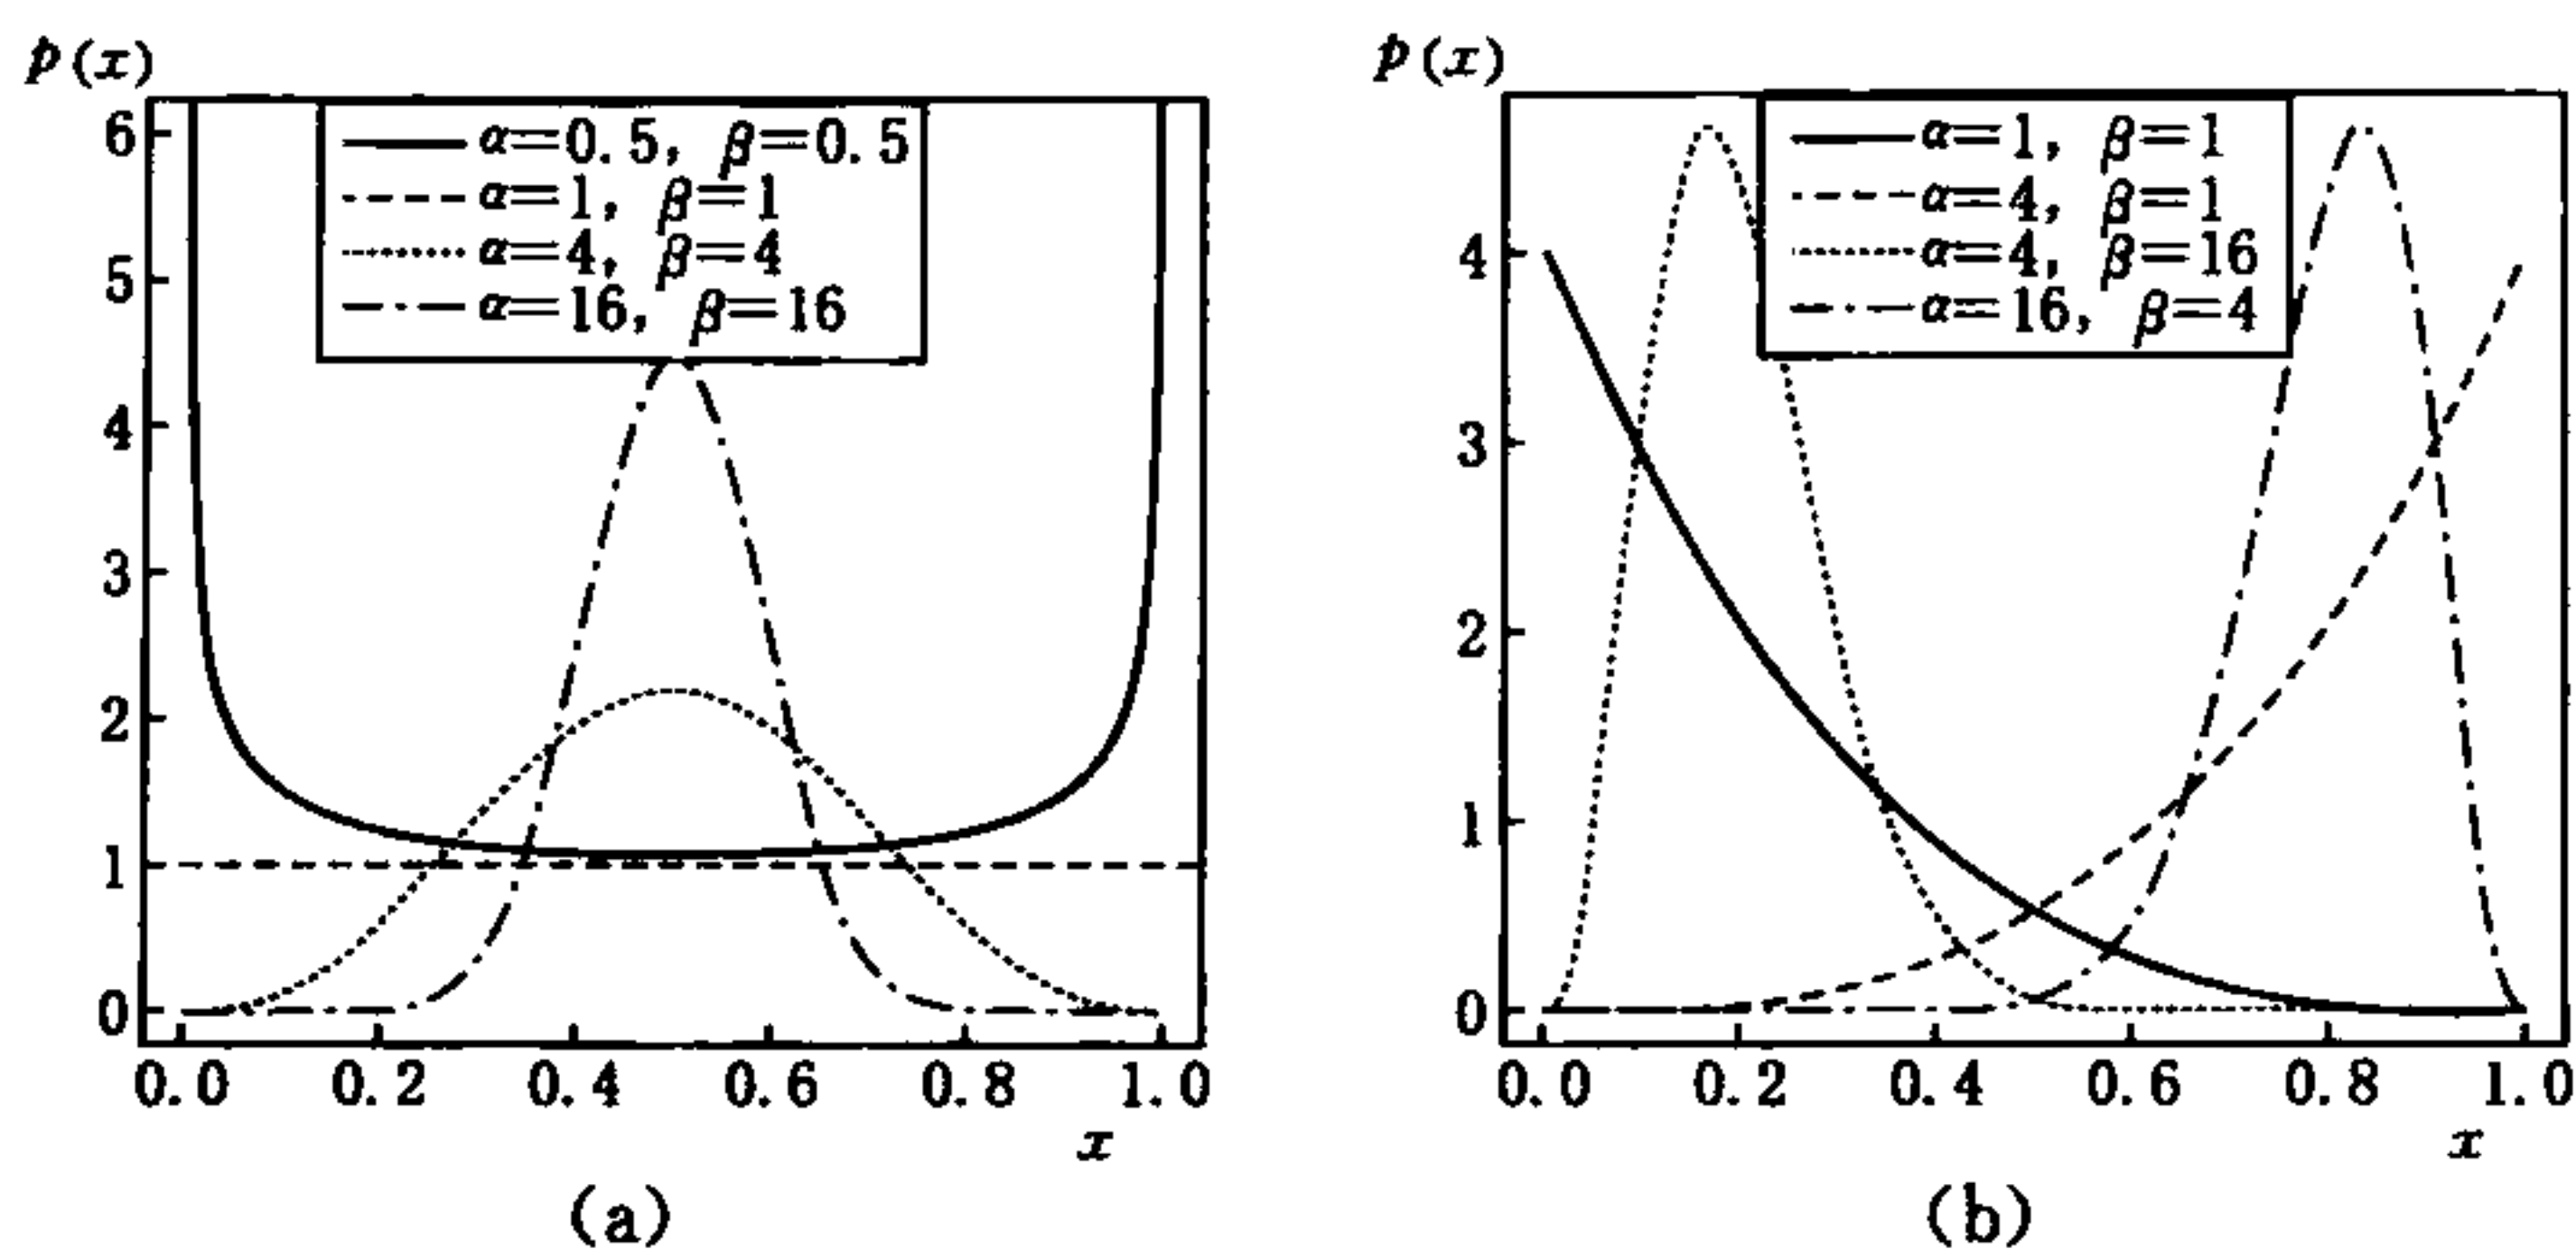 p(x)
6
5
4
3
2
1
0
α=0.5, β=0.5
α=1, β=1
α=4, β=4
α=16, β=16
0.0 0.2 0.4 0.6 0.8 1.0
x
(a)
p(x)
4
3
2
1
0
α=1, β=1
α=4, β=1
α=4, β=16
α=16, β=4
0.0 0.2 0.4 0.6 0.8 1.0
x
(b)